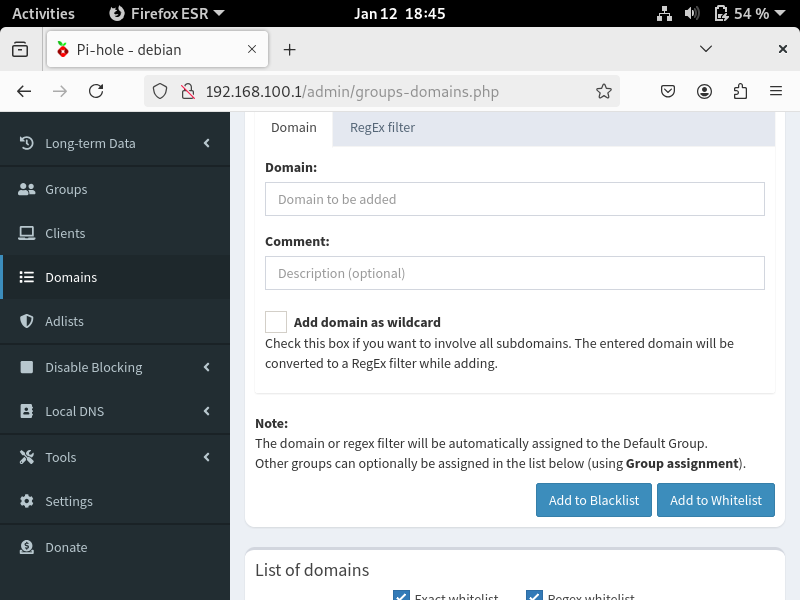 Activities
Firefox ESR
Jan 12 18:45
54 %
Pi-hole - debian
192.168.100.1/admin/groups-domains.php
Long-term Data
Groups
Clients
Domains
Adlists
Disable Blocking
Local DNS
Tools
Settings
Donate
Domain
RegEx filter
Domain:
Domain to be added
Comment:
Description (optional)
Add domain as wildcard
Check this box if you want to involve all subdomains. The entered domain will be
converted to a RegEx filter while adding.
Note:
The domain or regex filter will be automatically assigned to the Default Group.
Other groups can optionally be assigned in the list below (using Group assignment).
Add to Blacklist
Add to Whitelist
List of domains
Exact whitelist
Regex whitelist